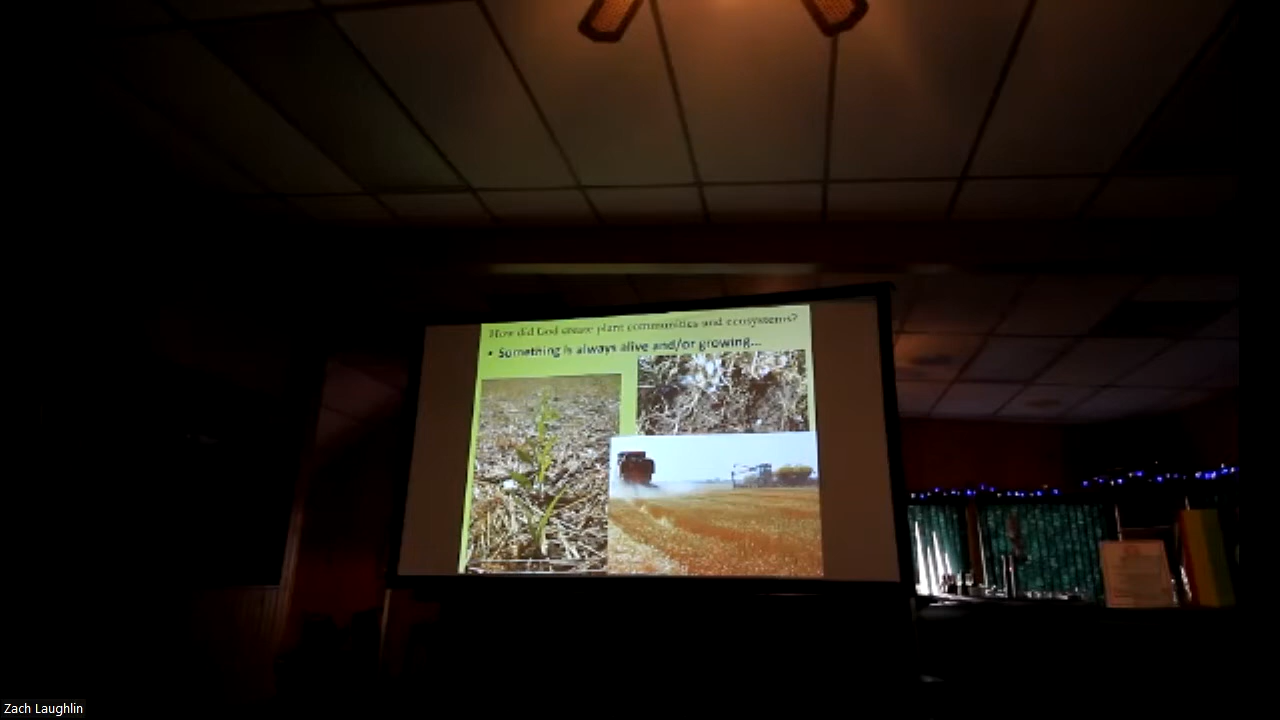 How did God create plant communities and ecosystems?
• Something is always alive and/or growing...
Zach Laughlin